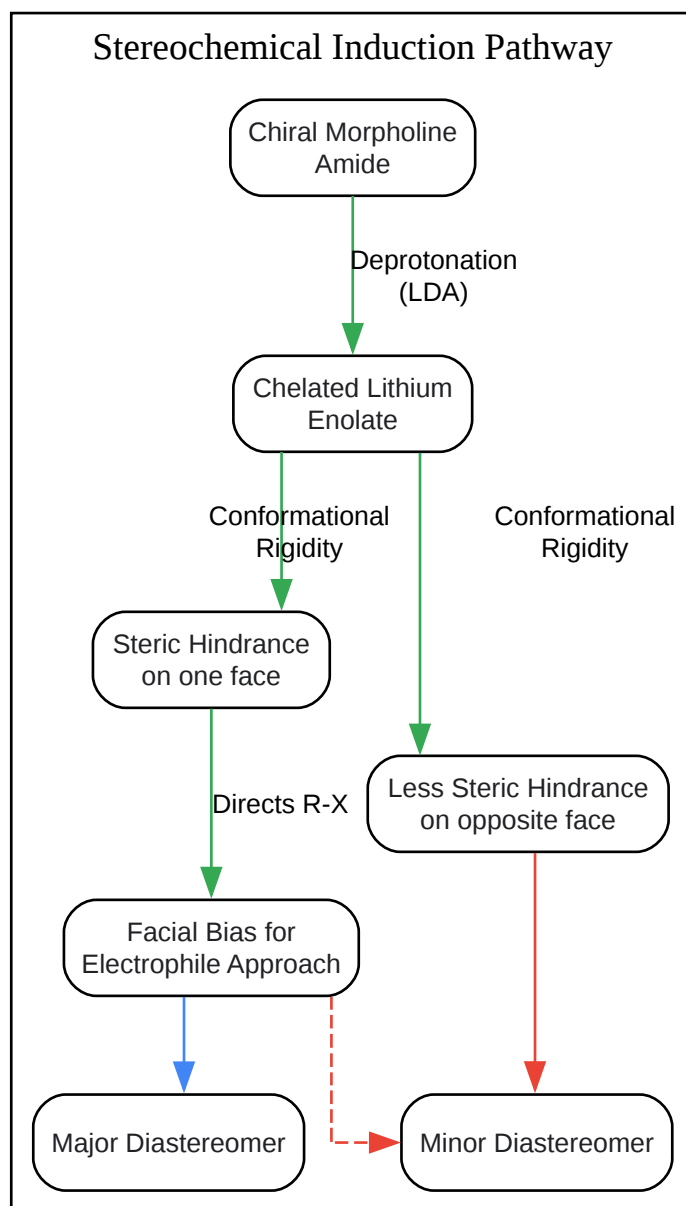 Stereochemical Induction Pathway
Chiral Morpholine
Amide
Deprotonation
(LDA)
Chelated Lithium
Enolate
Conformational
Rigidity
Conformational
Rigidity
Steric Hindrance
on one face
Less Steric Hindrance
on opposite face
Directs R-X
Facial Bias for
Electrophile Approach
Major Diastereomer
Minor Diastereomer